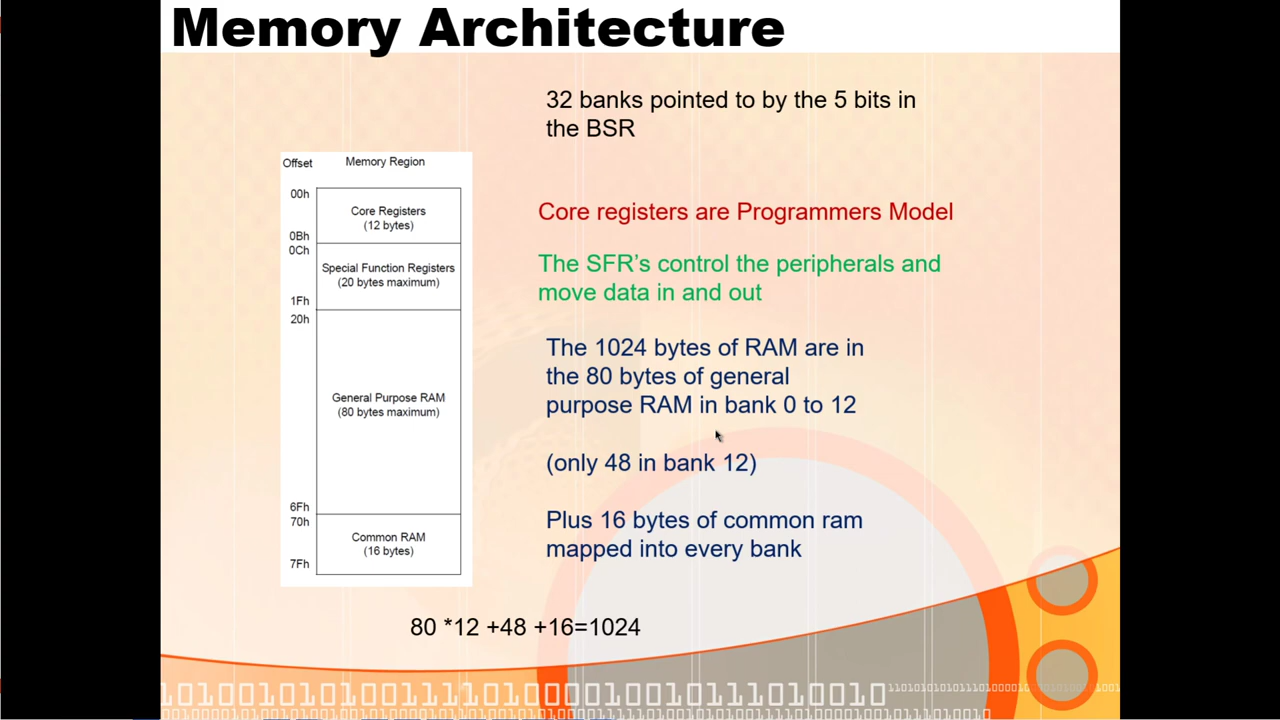 Memory Architecture
32 banks pointed to by the 5 bits in
the BSR
Offset Memory Region
00h
Core Registers
(12 bytes)
0Bh
0Ch
Special Function Registers
(20 bytes maximum)
1Fh
20h
General Purpose RAM
(80 bytes maximum)
6Fh
70h
Common RAM
(16 bytes)
7Fh
Core registers are Programmers Model
The SFR's control the peripherals and
move data in and out
The 1024 bytes of RAM are in
the 80 bytes of general
purpose RAM in bank 0 to 12
(only 48 in bank 12)
Plus 16 bytes of common ram
mapped into every bank
80 *12 +48 +16=1024